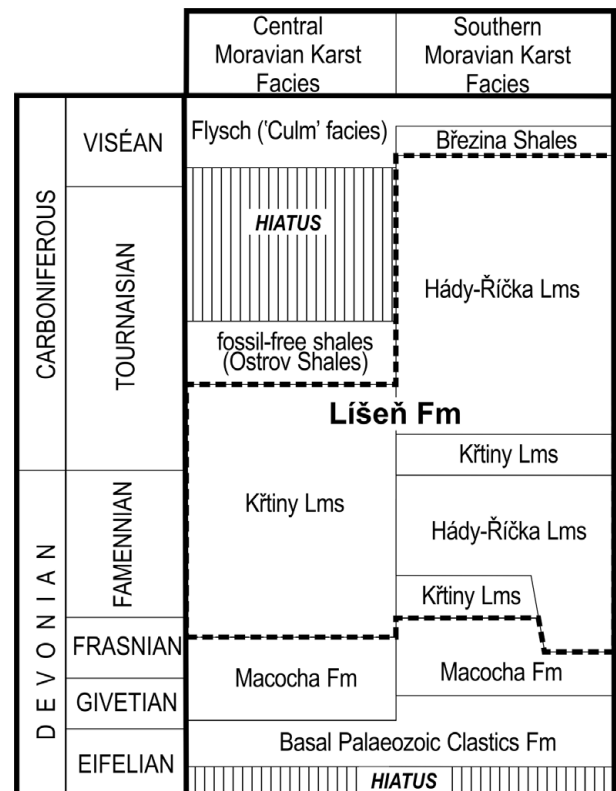 Central
Moravian Karst
Facies
Southern
Moravian Karst
Facies
CARBONIFEROUS
DEVONIAN
VISÉAN
TOURNAISIAN
FAMENNIAN
FRASNIAN
GIVETIAN
EIFELIAN
Flysch ('Culm' facies)
HIATUS
fossil-free shales
(Ostrov Shales)
Křtiny Lms
Macocha Fm
Březina Shales
Hády-Říčka Lms
Líšeň Fm
Křtiny Lms
Hády-Říčka Lms
Křtiny Lms
Macocha Fm
Basal Palaeozoic Clastics Fm
HIATUS